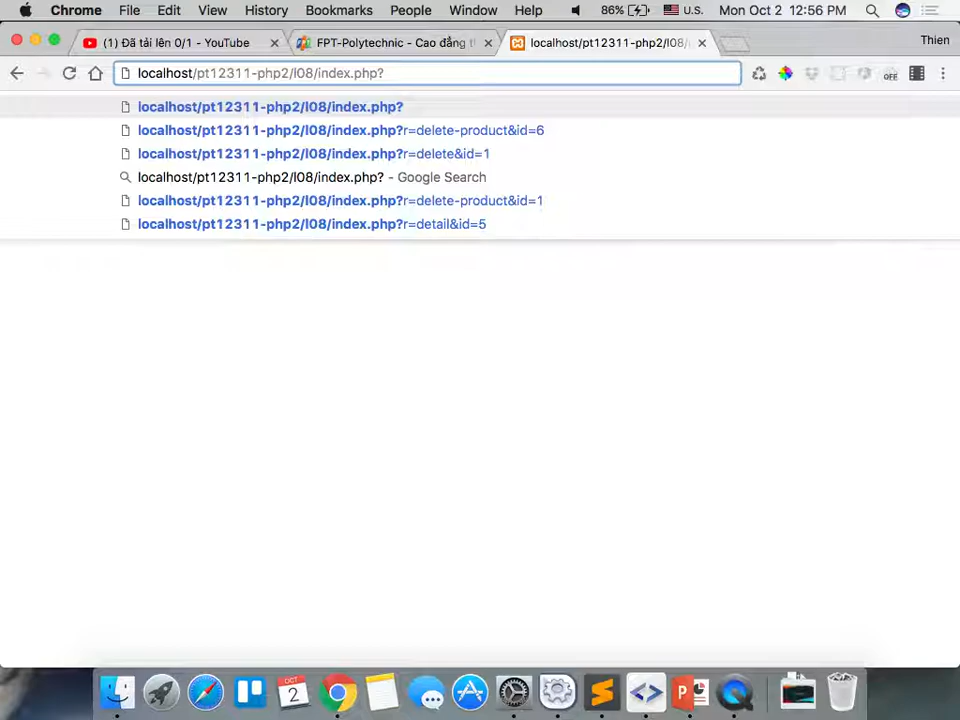 Chrome File Edit View History Bookmarks People Window Help 86% U.S. Mon Oct 2 12:56 PM
(1) Đã tải lên 0/1 - YouTube FPT-Polytechnic - Cao đẳng localhost/pt12311-php2/l08/ Thien
localhost/pt12311-php2/l08/index.php? OFF
localhost/pt12311-php2/l08/index.php?
localhost/pt12311-php2/l08/index.php?r=delete-product&id=6
localhost/pt12311-php2/l08/index.php?r=delete&id=1
localhost/pt12311-php2/l08/index.php? - Google Search
localhost/pt12311-php2/l08/index.php?r=delete-product&id=1
localhost/pt12311-php2/l08/index.php?r=detail&id=5
OCT
2